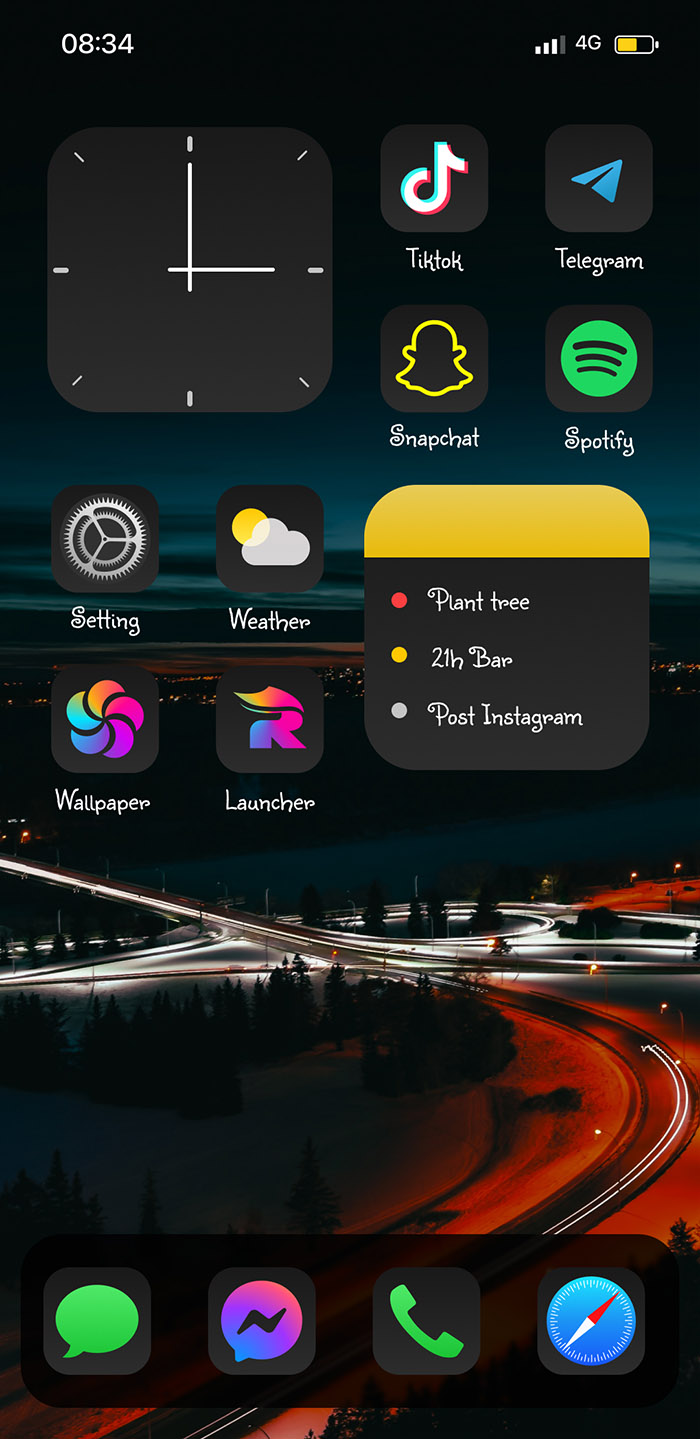 08:34
4G
Tiktok
Telegram
Snapchat
Spotify
Setting
Weather
Plant tree
21h Bar
Post Instagram
Wallpaper
Launcher